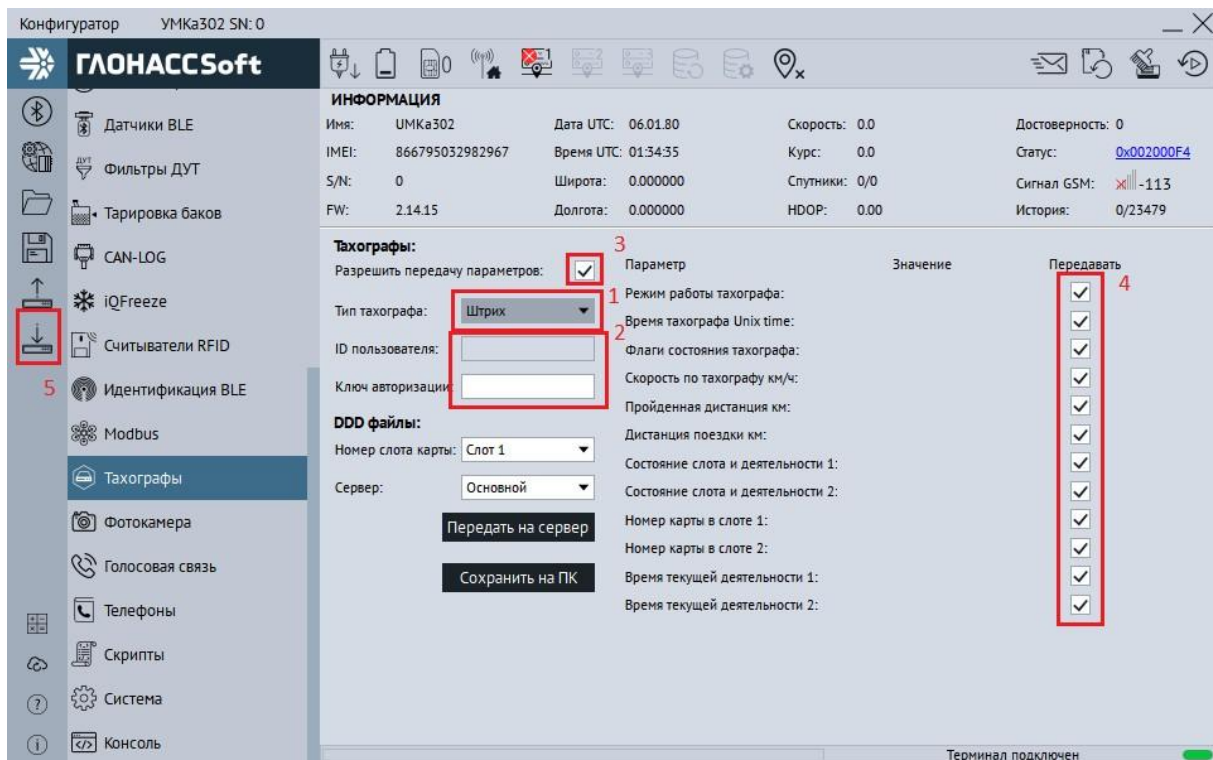 Конфигуратор УМКа302 SN: 0
ГЛОНАССSoft
0
1
2
ИНФОРМАЦИЯ
Имя: UMKa302 Дата UTC: 06.01.80 Скорость: 0.0 Достоверность: 0
IMEI: 866795032982967 Время UTC: 01:34:35 Курс: 0.0 Статус: 0x002000F4
S/N: 0 Широта: 0.000000 Спутники: 0/0 Сигнал GSM: -113
FW: 2.14.15 Долгота: 0.000000 HDOP: 0.00 История: 0/23479
Датчики BLE
ДУТ Фильтры ДУТ
Тарировка баков
CAN-LOG
iQFreeze
Считыватели RFID
Идентификация BLE
Modbus
Тахографы
Фотокамера
Голосовая связь
Телефоны
Скрипты
Система
Консоль
5
Тахографы:
Разрешить передачу параметров:
3
Тип тахографа: Штрих
1
ID пользователя:
2
Ключ авторизации
DDD файлы:
Номер слота карты: Слот 1
Сервер: Основной
Передать на сервер
Сохранить на ПК
Параметр Значение Передавать
4
Режим работы тахографа:
Время тахографа Unix time:
Флаги состояния тахографа:
Скорость по тахографу км/ч:
Пройденная дистанция км:
Дистанция поездки км:
Состояние слота и деятельности 1:
Состояние слота и деятельности 2:
Номер карты в слоте 1:
Номер карты в слоте 2:
Время текущей деятельности 1:
Время текущей деятельности 2:
Терминал подключен